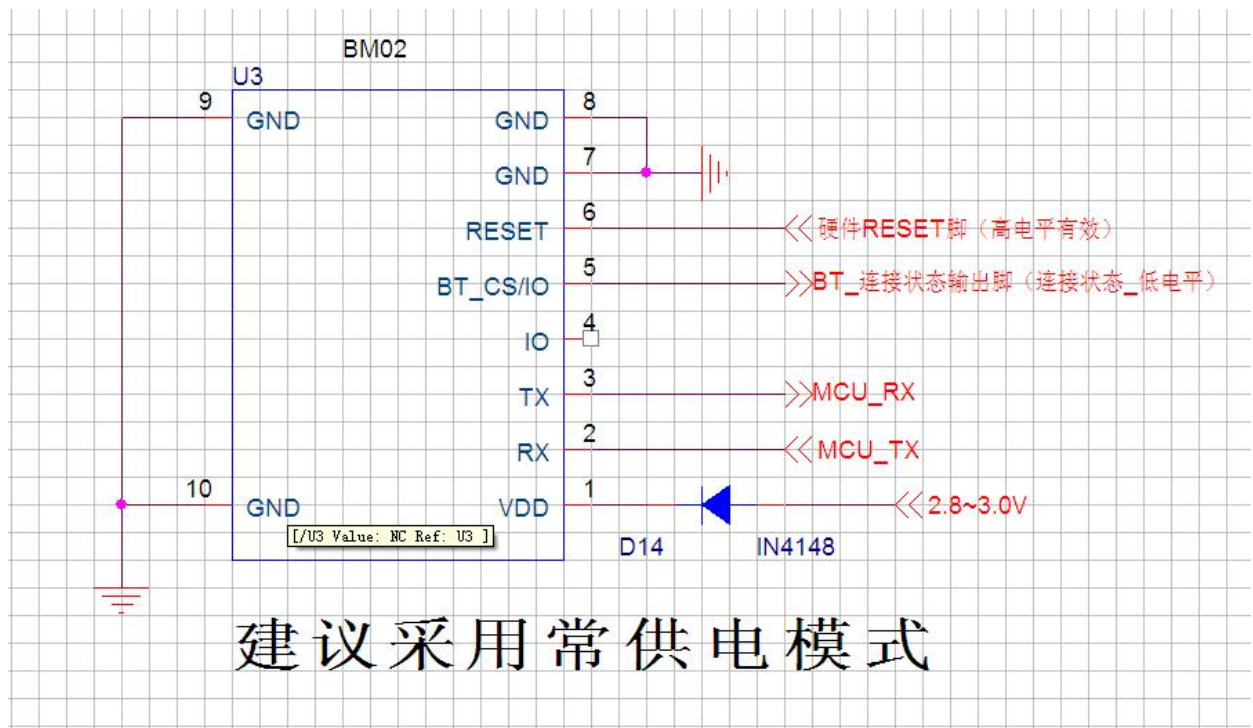 BM02
U3
9
GND
GND
8
GND
7
RESET
6
硬件RESET脚（高电平有效）
BT_CS/IO
5
BT_连接状态输出脚（连接状态_低电平）
IO
4
TX
3
MCU_RX
RX
2
MCU_TX
10
GND
VDD
1
2.8~3.0V
[/U3 Value: NC Ref: U3 ]
D14
IN4148
建议采用常供电模式